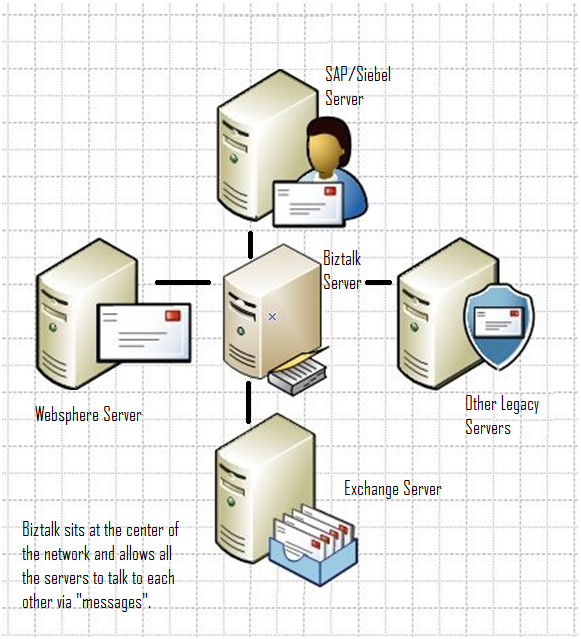 SAP/Siebel
Server
Biztalk
Server
Websphere Server
Other Legacy
Servers
Exchange Server
Biztalk sits at the center of
the network and allows all
the servers to talk to each
other via "messages".